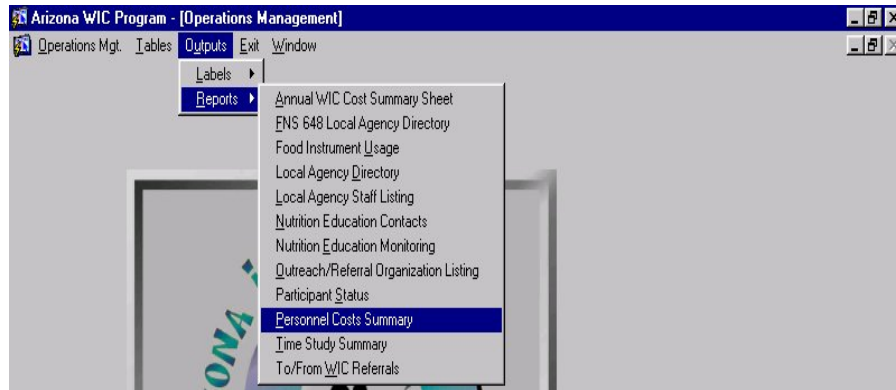 Arizona WIC Program - [Operations Management]
Operations Mgt. Tables Outputs Exit Window
Labels
Reports
Annual WIC Cost Summary Sheet
FNS 648 Local Agency Directory
Food Instrument Usage
Local Agency Directory
Local Agency Staff Listing
Nutrition Education Contacts
Nutrition Education Monitoring
Outreach/Referral Organization Listing
Participant Status
Personnel Costs Summary
Time Study Summary
To/From WIC Referrals